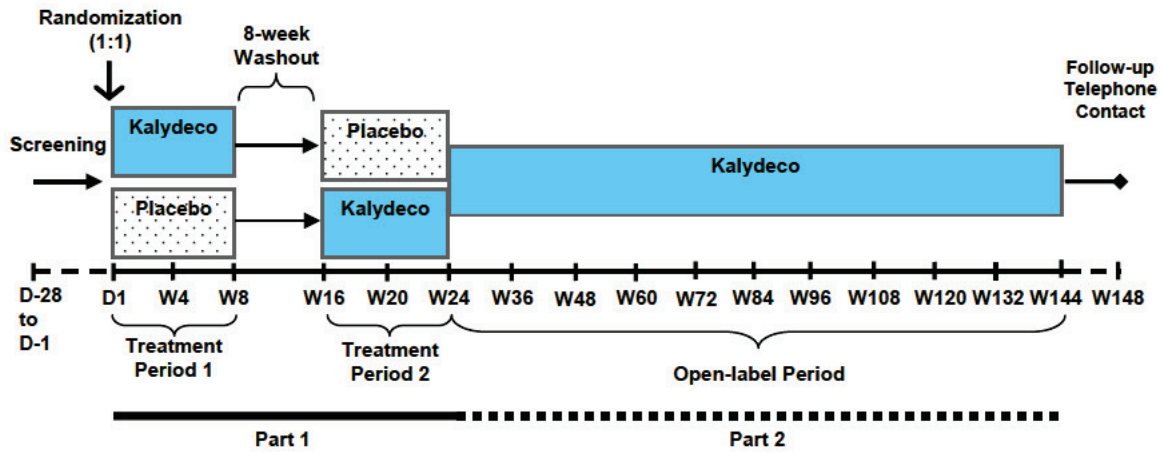 Randomization
(1:1)
8-week
Washout
Follow-up
Telephone
Contact
Screening
Kalydeco
Placebo
Kalydeco
Placebo
Kalydeco
D-28
to
D-1
D1 W4 W8 W16 W20 W24 W36 W48 W60 W72 W84 W96 W108 W120 W132 W144 W148
Treatment
Period 1
Treatment
Period 2
Open-label Period
Part 1
Part 2